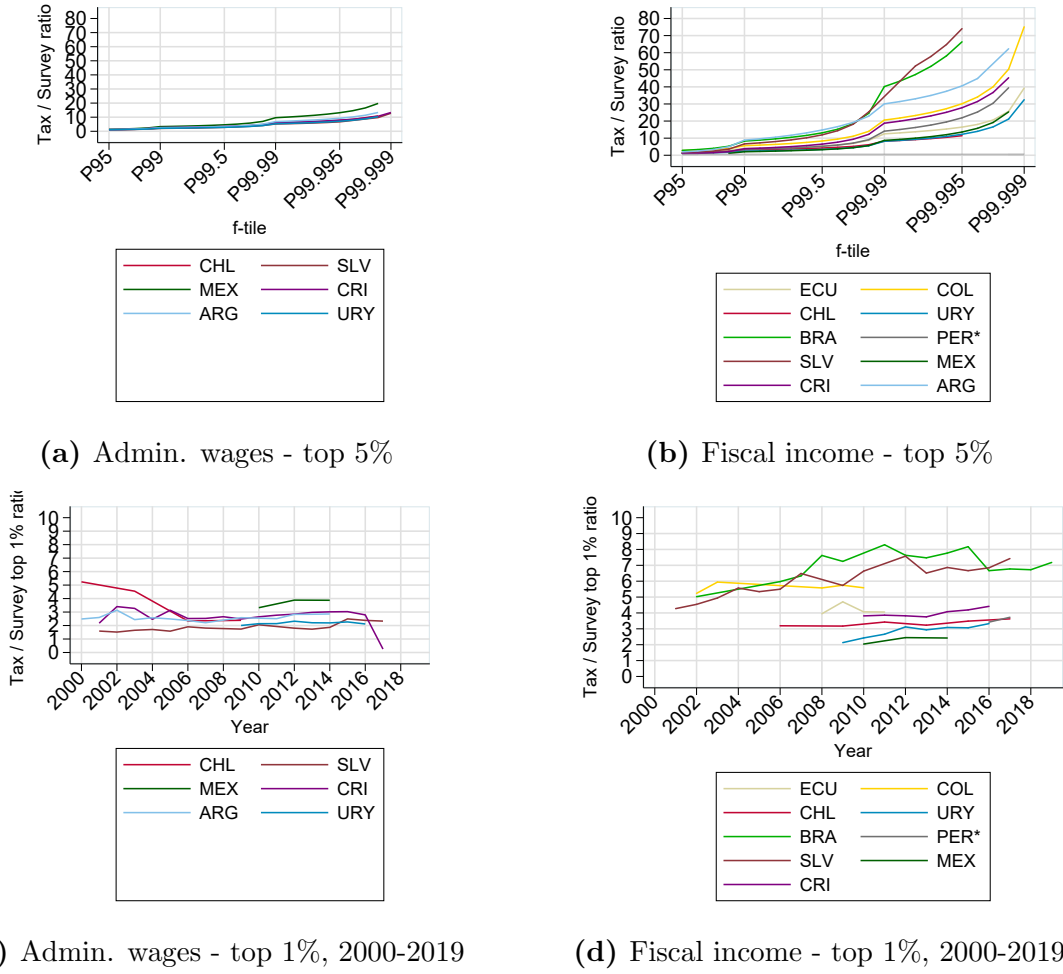 Tax / Survey ratio
80
70
60
50
40
30
20
10
0
P95
P99
P99.5
P99.99
P99.995
P99.999
f-tile
CHL
SLV
MEX
CRI
ARG
URY
(a) Admin. wages - top 5%
Tax / Survey ratio
80
70
60
50
40
30
20
10
0
P95
P99
P99.5
P99.99
P99.995
P99.999
f-tile
ECU
COL
CHL
URY
BRA
PER*
SLV
MEX
CRI
ARG
(b) Fiscal income - top 5%
Tax / Survey top 1% ratio
10
9
8
7
6
5
4
3
2
1
0
2000
2002
2004
2006
2008
2010
2012
2014
2016
2018
Year
CHL
SLV
MEX
CRI
ARG
URY
) Admin. wages - top 1%, 2000-2019
Tax / Survey top 1% ratio
10
9
8
7
6
5
4
3
2
1
0
2000
2002
2004
2006
2008
2010
2012
2014
2016
2018
Year
ECU
COL
CHL
URY
BRA
PER*
SLV
MEX
CRI
(d) Fiscal income - top 1%, 2000-2019